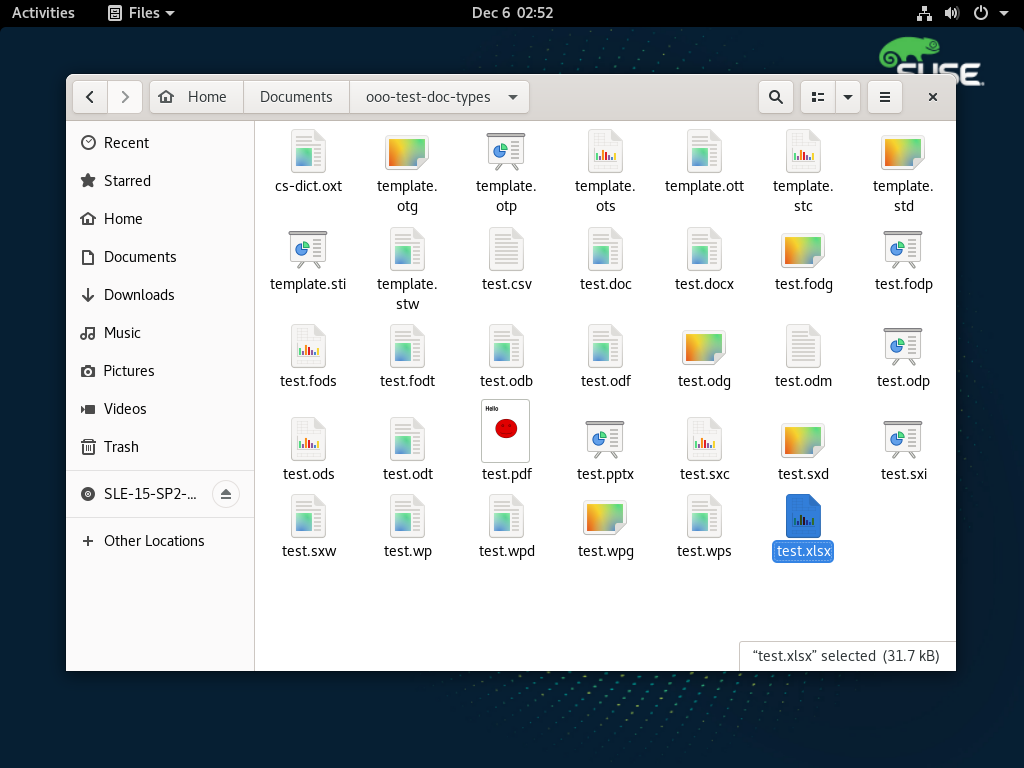 Activities
Files
Dec 6 02:52
SUSE
Home
Documents
ooo-test-doc-types
Recent
Starred
Home
Documents
Downloads
Music
Pictures
Videos
Trash
SLE-15-SP2-...
Other Locations
cs-dict.oxt
template.
otg
template.
otp
template.
ots
template.ott
template.
stc
template.
std
template.sti
template.
stw
test.csv
test.doc
test.docx
test.fodg
test.fodp
test.fods
test.fodt
test.odb
test.odf
test.odg
test.odm
test.odp
Hello
test.ods
test.odt
test.pdf
test.pptx
test.sxc
test.sxd
test.sxi
test.sxw
test.wp
test.wpd
test.wpg
test.wps
test.xlsx
“test.xlsx” selected (31.7 kB)